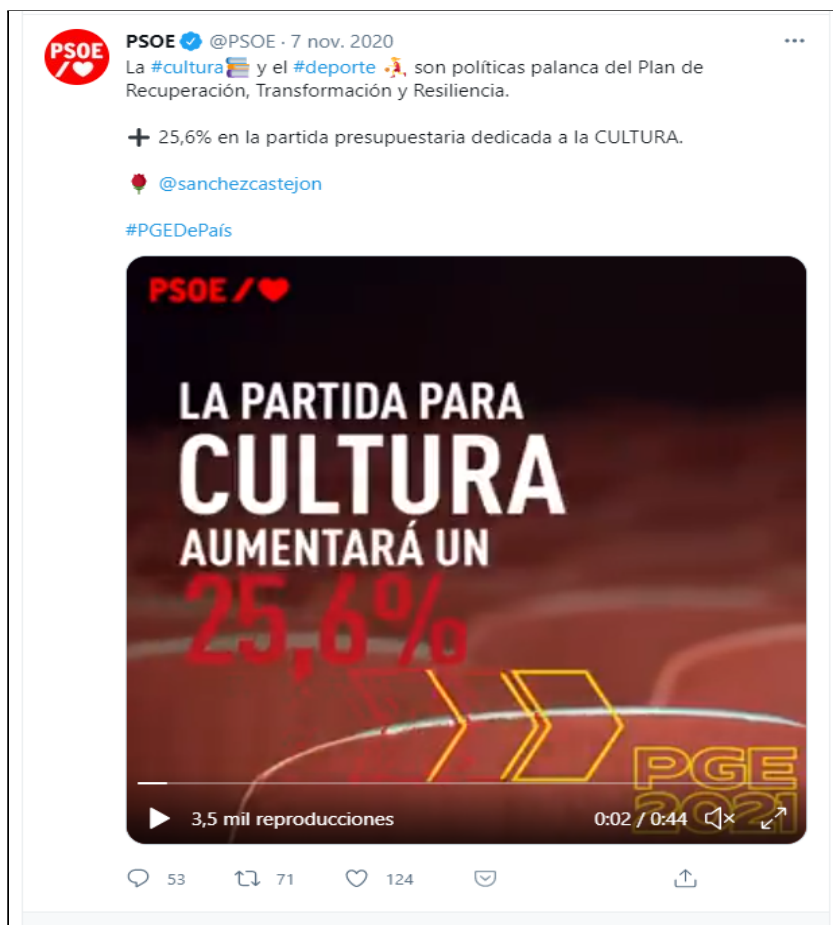 PSOE
PSOE @PSOE · 7 nov. 2020
La #cultura y el #deporte, son políticas palanca del Plan de
Recuperación, Transformación y Resiliencia.
➕ 25,6% en la partida presupuestaria dedicada a la CULTURA.
🌹 @sanchezcastejon
#PGEDePaís
PSOE
LA PARTIDA PARA
CULTURA
AUMENTARÁ UN
25,6%
PGE
2021
3,5 mil reproducciones
0:02 / 0:44
53
71
124